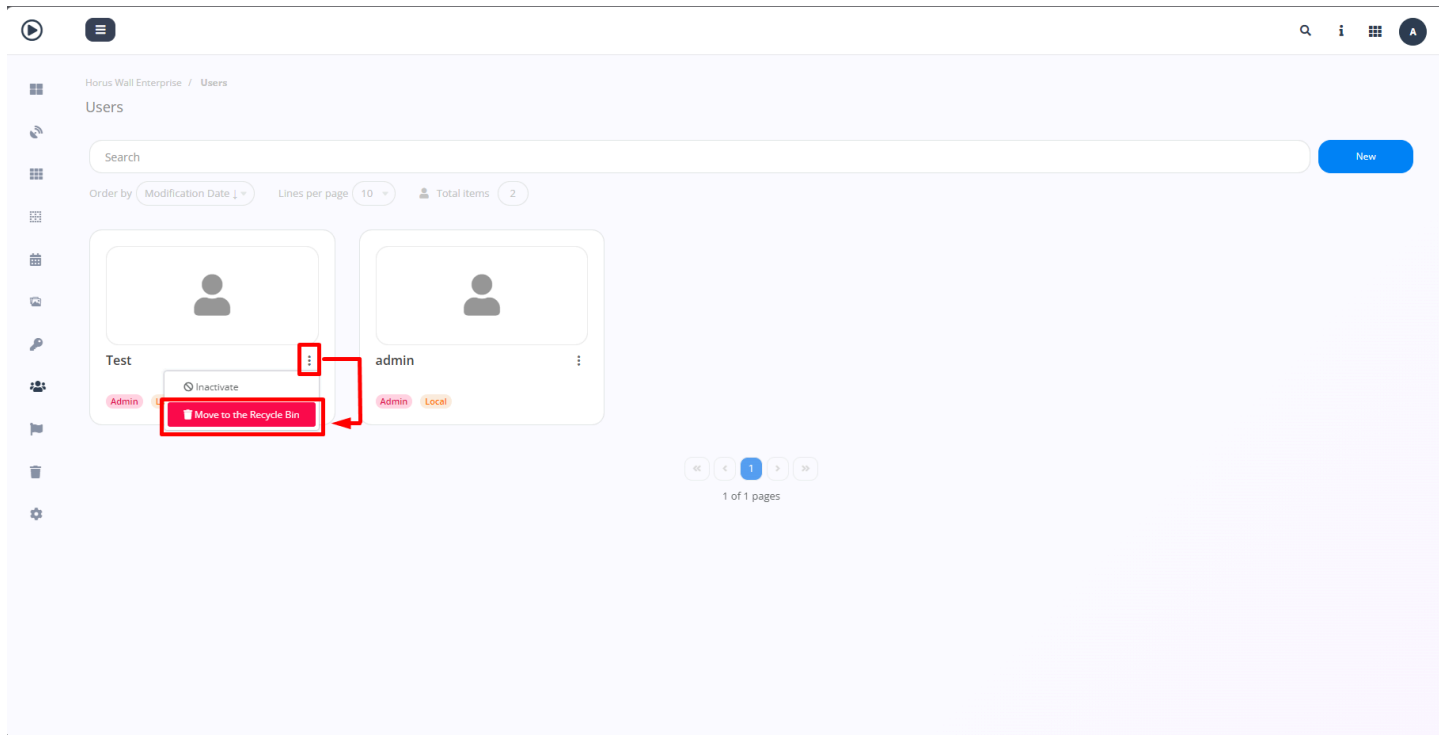 A
Horus Wall Enterprise / Users
Users
Search
New
Order by Modification Date ↓ Lines per page 10 Total items 2
Test
admin
Inactivate
Admin
Admin Local
Move to the Recycle Bin
« < 1 > »
1 of 1 pages